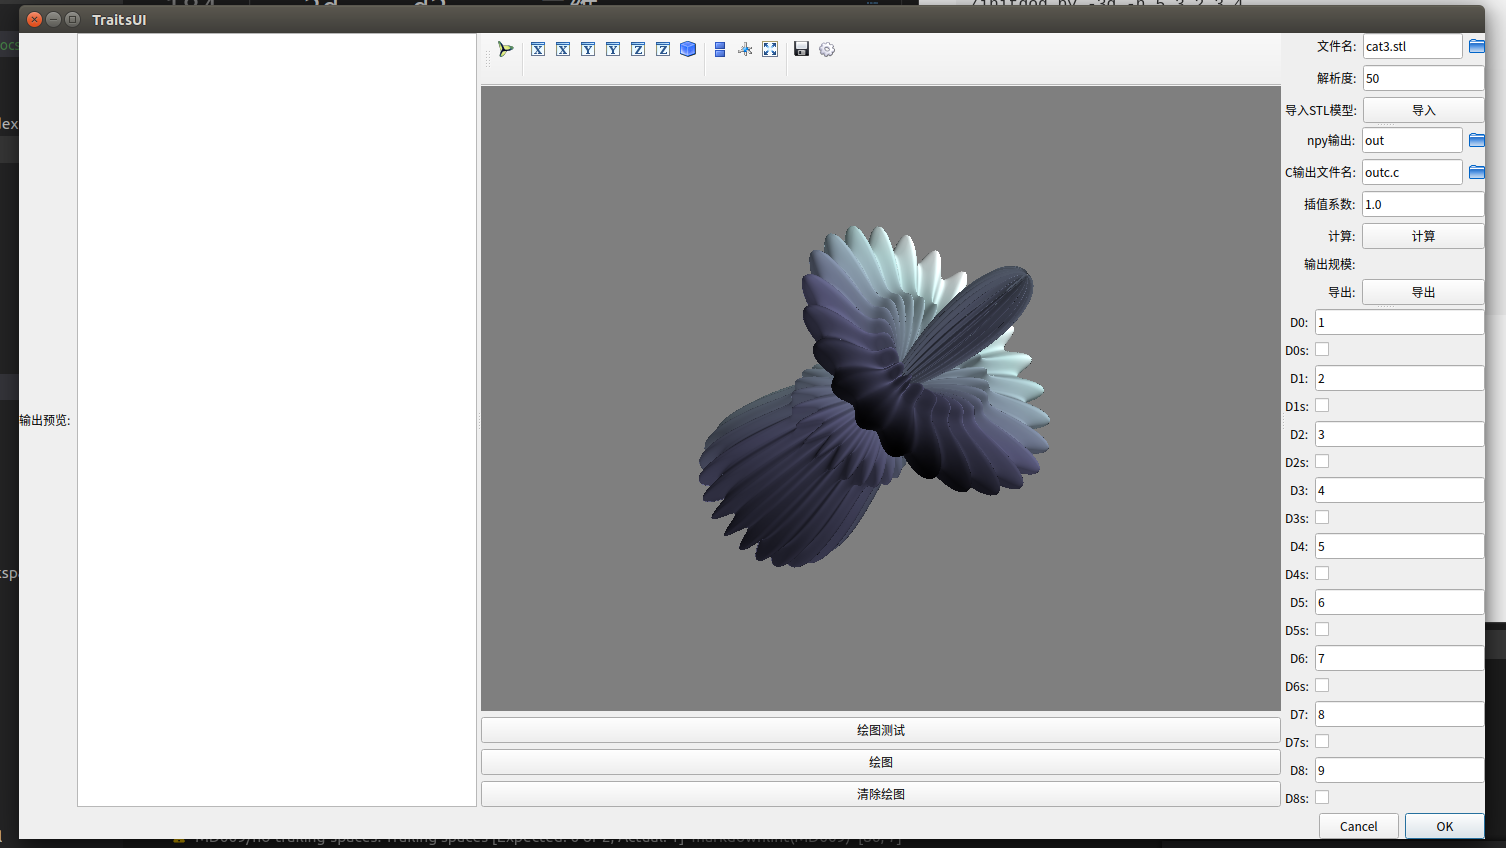 TraitsUI
X X Y Y Z Z
文件名: cat3.stl
解析度: 50
导入STL模型: 导入
npy输出: out
C输出文件名: outc.c
插值系数: 1.0
计算: 计算
输出规模:
导出: 导出
D0: 1
D0s:
D1: 2
D1s:
D2: 3
D2s:
D3: 4
D3s:
D4: 5
D4s:
D5: 6
D5s:
D6: 7
D6s:
D7: 8
D7s:
D8: 9
D8s:
输出预览:
绘图测试
绘图
清除绘图
Cancel OK